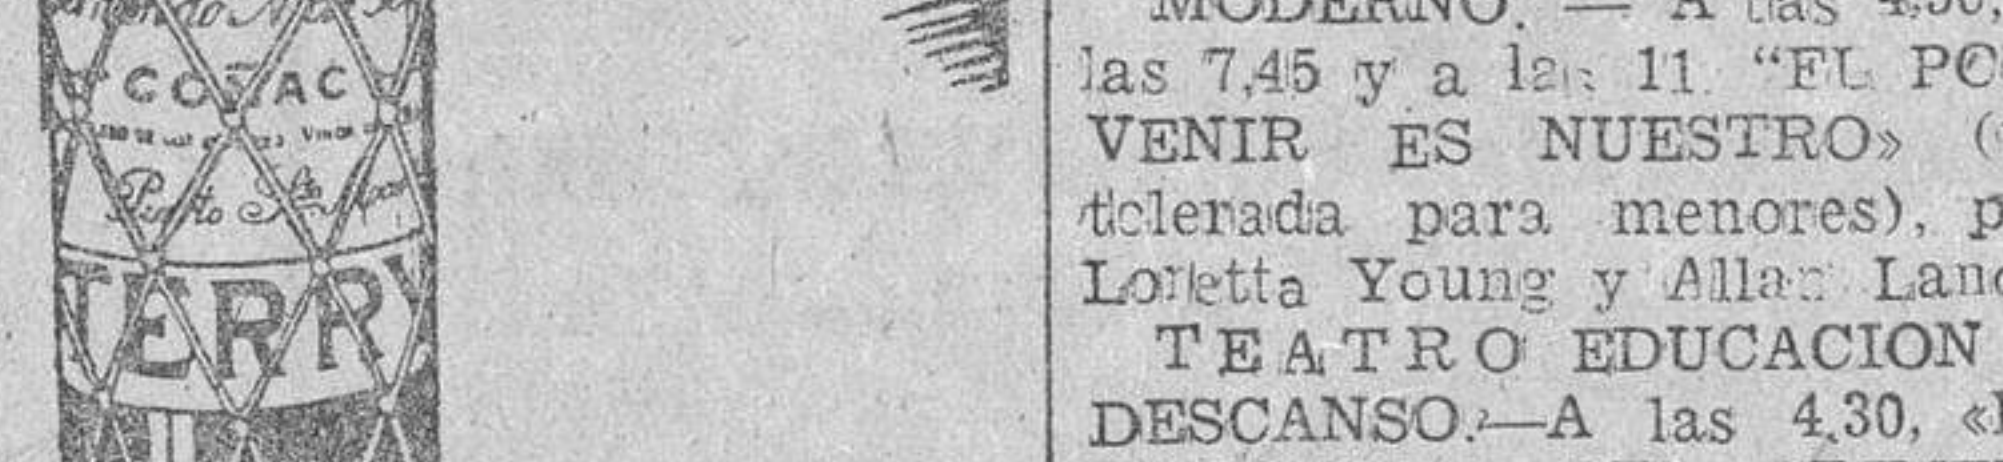 COÑAC
TERRY
MODERNO. — A las 4,30,
las 7,45 y a las 11 “EL PO
VENIR ES NUESTRO» (
tolerada para menores), p
Loretta Young y Allan Lan
TEATRO EDUCACION
DESCANSO.—A las 4,30, «